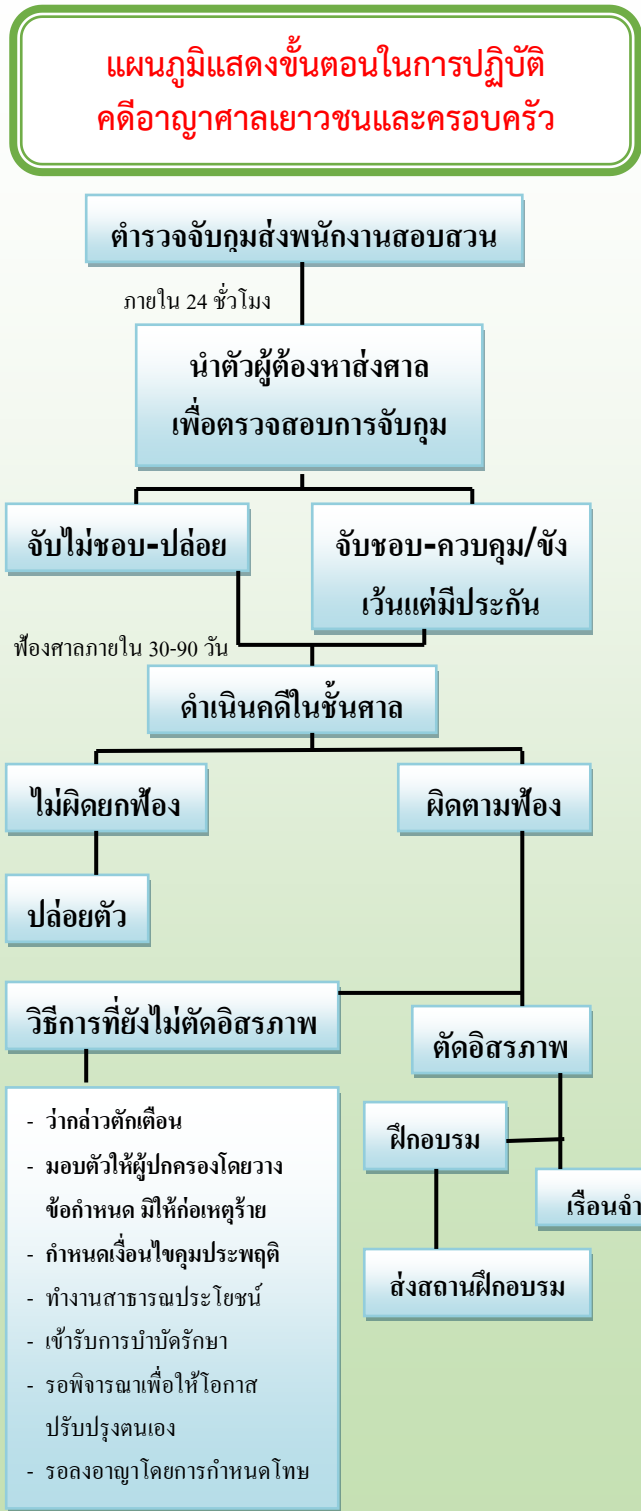 แผนภูมิแสดงขั้นตอนในการปฏิบัติ
คดีอาญาศาลเยาวชนและครอบครัว
ตำรวจจับกุมส่งพนักงานสอบสวน
ภายใน 24 ชั่วโมง
นำตัวผู้ต้องหาส่งศาล
เพื่อตรวจสอบการจับกุม
จับไม่ชอบ-ปล่อย
จับชอบ-ควบคุม/ขัง
เว้นแต่มีประกัน
ฟ้องศาลภายใน 30-90 วัน
ดำเนินคดีในชั้นศาล
ไม่ผิดยกฟ้อง
ผิดตามฟ้อง
ปล่อยตัว
วิธีการที่ยังไม่ตัดอิสรภาพ
ตัดอิสรภาพ
- ว่ากล่าวตักเตือน
- มอบตัวให้ผู้ปกครองโดยวาง
ข้อกำหนด มิให้ก่อเหตุร้าย
- กำหนดเงื่อนไขคุมประพฤติ
- ทำงานสาธารณประโยชน์
- เข้ารับการบำบัดรักษา
- รอพิจารณาเพื่อให้โอกาส
ปรับปรุงตนเอง
- รอลงอาญาโดยการกำหนดโทษ
ฝึกอบรม
เรือนจำ
ส่งสถานฝึกอบรม